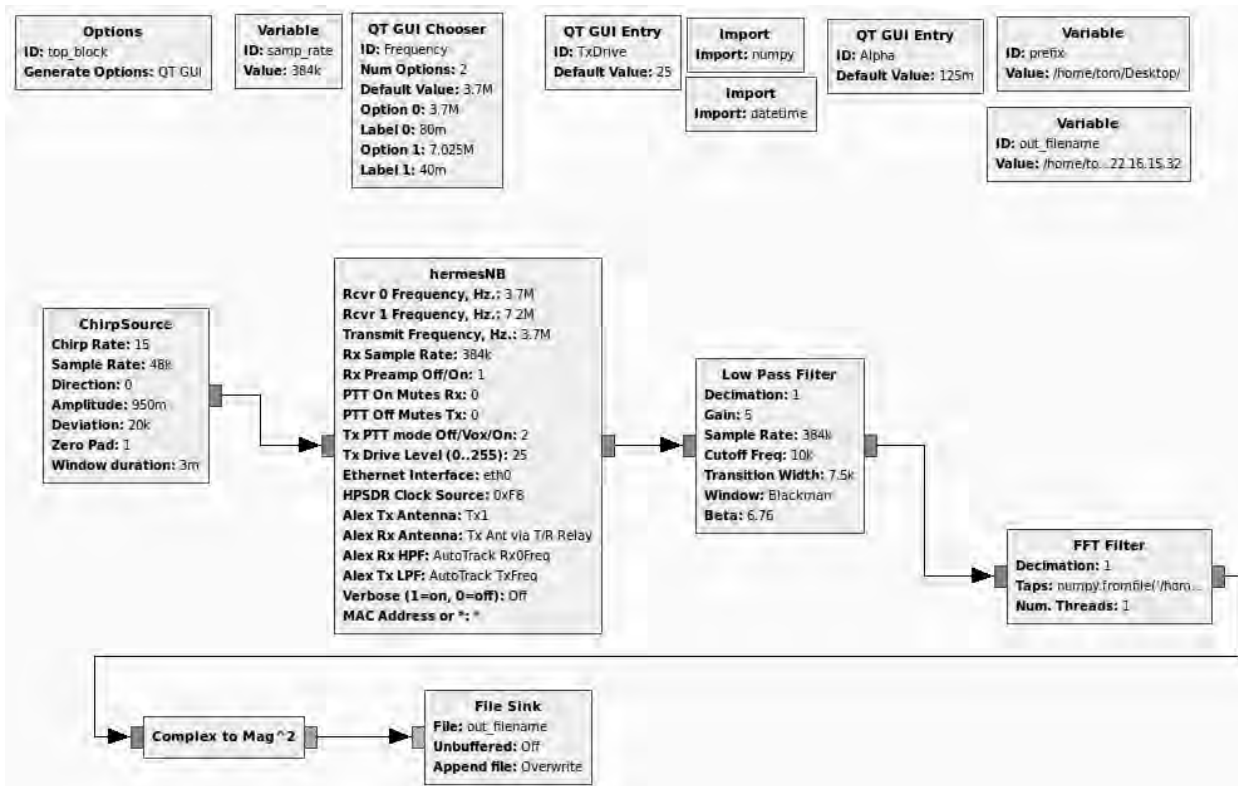 Options
ID: top_block
Generate Options: QT GUI
Variable
ID: samp_rate
Value: 384k
QT GUI Chooser
ID: Frequency
Num Options: 2
Default Value: 3.7M
Option 0: 3.7M
Label 0: 80m
Option 1: 7.025M
Label 1: 40m
QT GUI Entry
ID: TxDrive
Default Value: 25
Import
Import: numpy
Import
Import: datetime
QT GUI Entry
ID: Alpha
Default Value: 125m
Variable
ID: prefix
Value: /home/tom/Desktop/
Variable
ID: out_filename
Value: /home/to...22.16.15.32
ChirpSource
Chirp Rate: 15
Sample Rate: 48k
Direction: 0
Amplitude: 950m
Deviation: 20k
Zero Pad: 1
Window duration: 3m
hermesNB
Rcvr 0 Frequency, Hz.: 3.7M
Rcvr 1 Frequency, Hz.: 7.2M
Transmit Frequency, Hz.: 3.7M
Rx Sample Rate: 384k
Rx Preamp Off/On: 1
PTT On Mutes Rx: 0
PTT Off Mutes Tx: 0
Tx PTT mode Off/Vox/On: 2
Tx Drive Level (0..255): 25
Ethernet Interface: eth0
HPSDR Clock Source: 0xF8
Alex Tx Antenna: Tx1
Alex Rx Antenna: Tx Ant via T/R Relay
Alex Rx HPF: AutoTrack Rx0Freq
Alex Tx LPF: AutoTrack TxFreq
Verbose (1=on, 0=off): Off
MAC Address or *: *
Low Pass Filter
Decimation: 1
Gain: 5
Sample Rate: 384k
Cutoff Freq: 10k
Transition Width: 7.5k
Window: Blackman
Beta: 6.76
FFT Filter
Decimation: 1
Taps: numpy.fromfile('/hom...
Num. Threads: 1
Complex to Mag^2
File Sink
File: out_filename
Unbuffered: Off
Append file: Overwrite